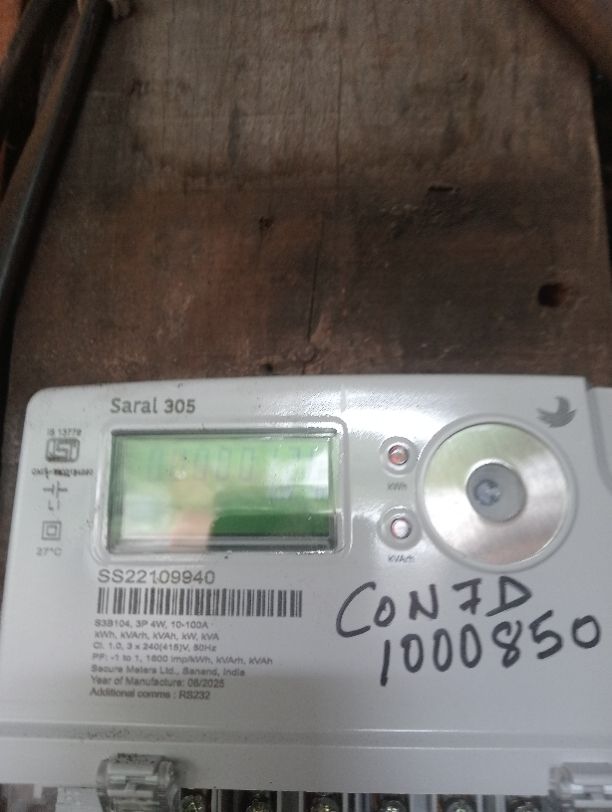 Saral 305
IS 13779
kWh
kVArh
27°C
SS22109940
S3B104, 3P 4W, 10-100A
kWh, kVArh, kVAh, kW, kVA
Cl. 1.0, 3 x 240(415)V, 50Hz
PF: -1 to 1, 1600 imp/kWh, kVArh, kVAh
Secure Meters Ltd., Sanand, India
Year of Manufacture: 06/2025
Additional comms : RS232
CON7D
1000850